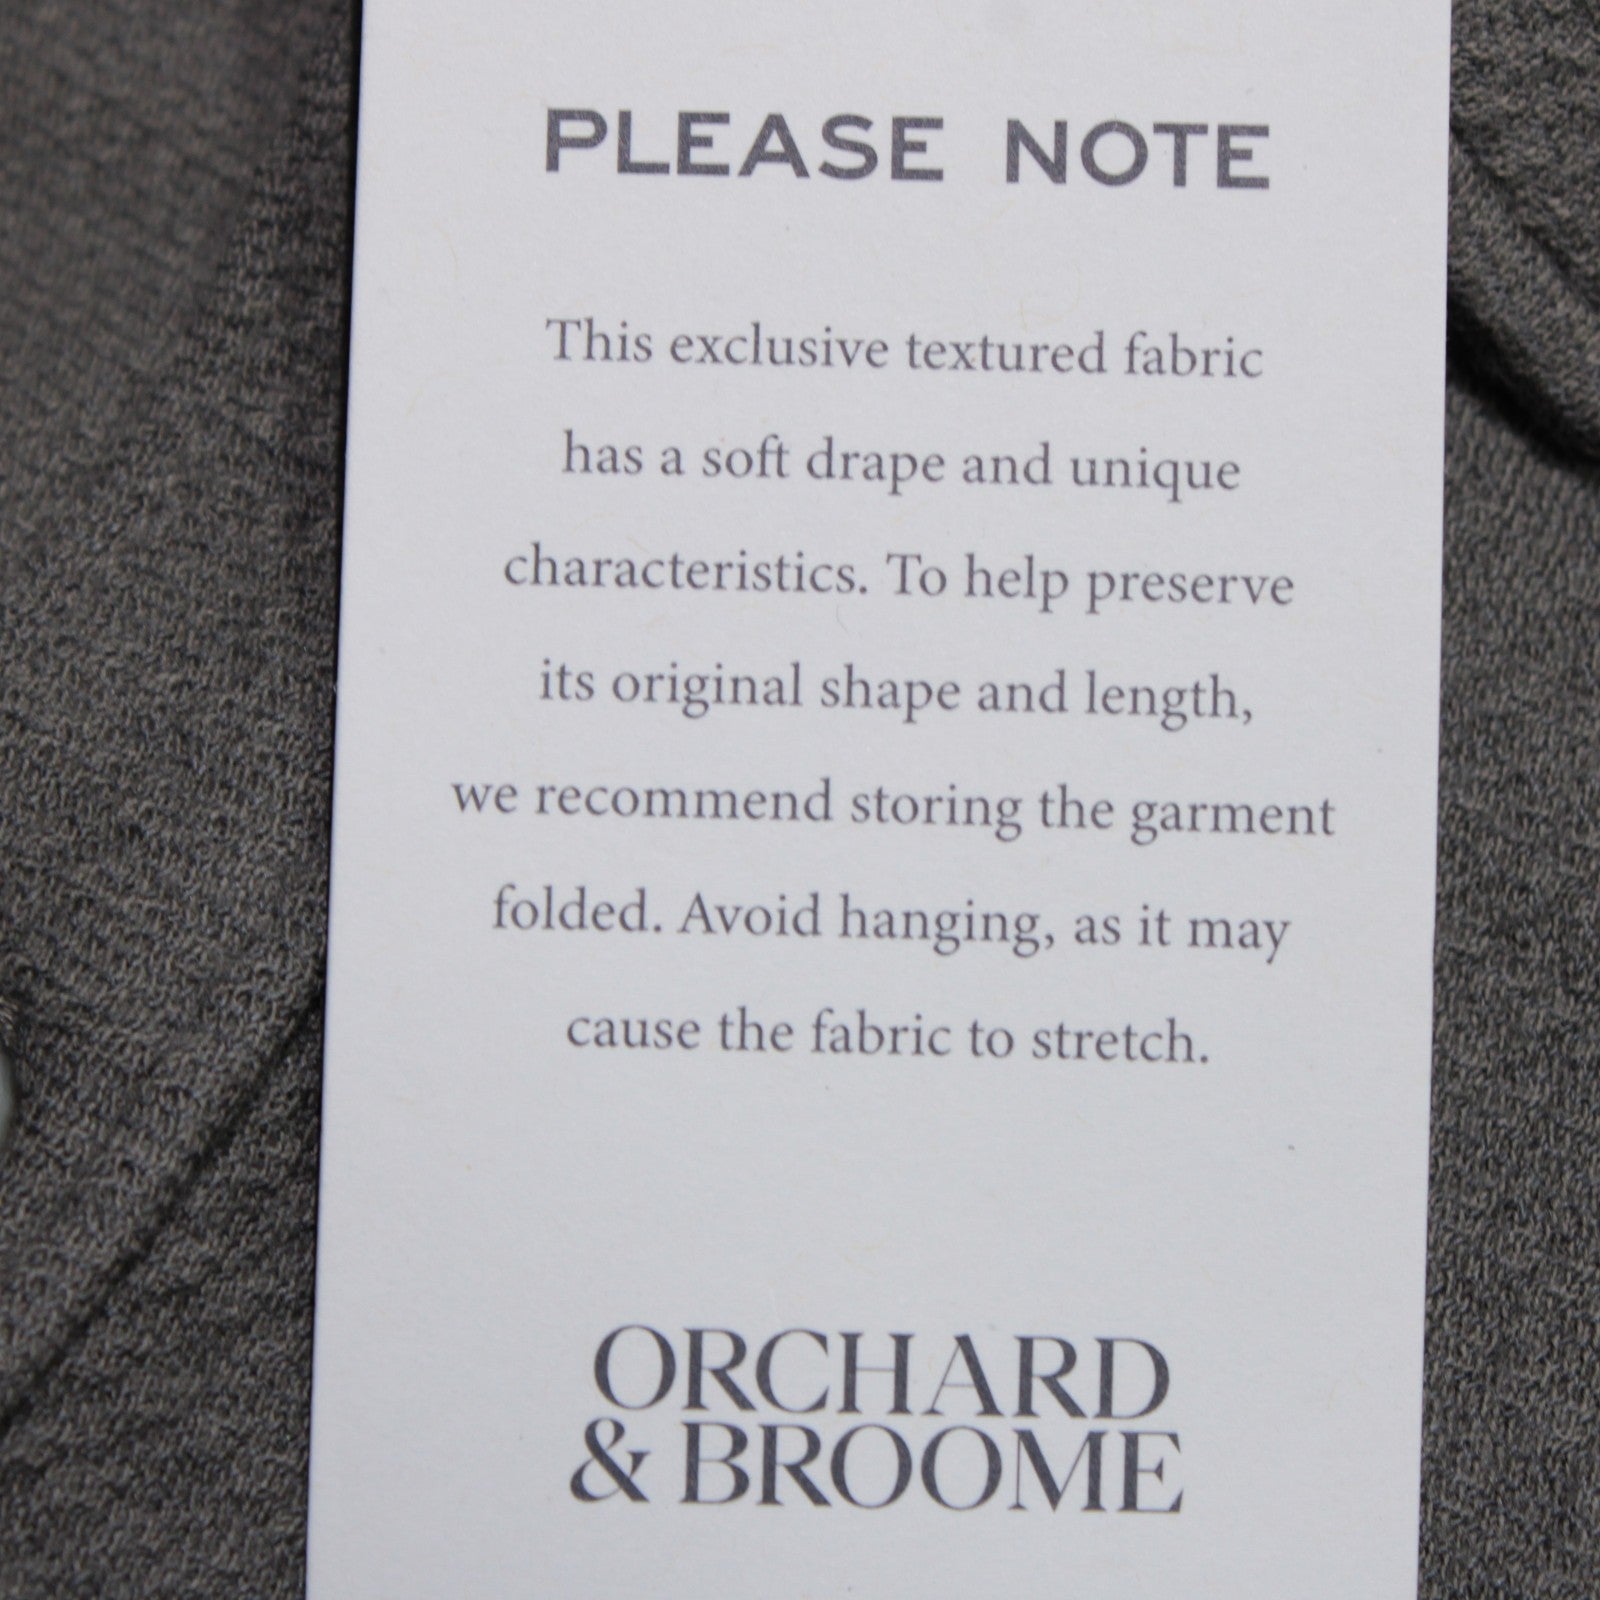 PLEASE NOTE
This exclusive textured fabric
has a soft drape and unique
characteristics. To help preserve
its original shape and length,
we recommend storing the garment
folded. Avoid hanging, as it may
cause the fabric to stretch.
ORCHARD
& BROOME